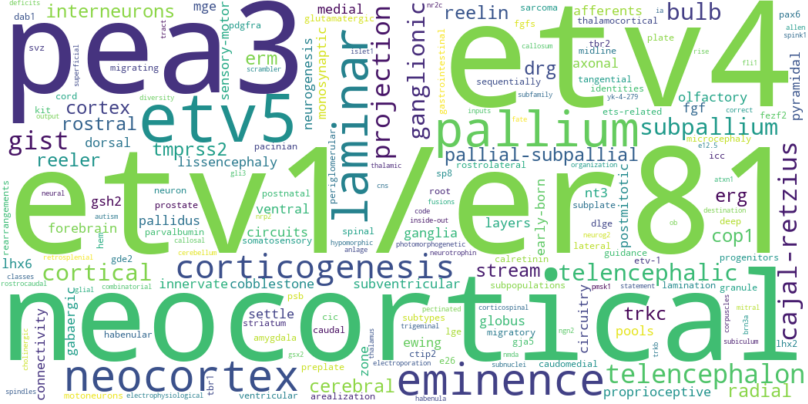 deficits
dab1
interneurons
mge
pdgfra
medial
glutamatergic
nr2c
reelin
sarcoma
fgfs
thalamocortical
ia
bulb
pax6
allen
spink1
pea3
svz
migrating
superficial
tract
sensory-motor
erm
scrambler
islet1
neurogenesis
monosynaptic
laminar
projection
ganglionic
gastrointestinal
afferents
tbr2
callosum
midline
plate
rise
drg
axonal
sequentially
tangential
subfamily
identities
yk-4-279
fli1
etv4
olfactory
pyramidal
cord
kit
output
cortex
diversity
etv5
gist
rostral
dorsal
tmprss2
pacinian
reeler
lissencephaly
periglomerular
pallium
inputs
fate
ets-related
fgf
correct
fezf2
subpallium
microcephaly
e12.5
icc
pallial-subpallial
rearrangements
neural
gli3
thalamic
cns
etv1/er81
gsh2
neuron
postnatal
prostate
autism
nrp2
forebrain
pallidus
ventral
parvalbumin
circuits
hem
callosal
somatosensory
retrosplenial
gde2
cerebellum
lhx6
spinal
hypomorphic
anlage
sp8
root
fusions
code
inside-out
ganglia
photomorphogenetic
neurotrophin
rostrolateral
organization
nt3
subplate
layers
dlge
early-born
calretinin
postmitotic
erg
atxn1
destination
deep
cop1
neurog2
lateral
guidance
etv-1
progenitors
ob
cajal-retzius
rostrocaudal
classes
glial
combinatorial
cortical
corticogenesis
stream
telencephalic
subpopulations
pmsk1
statement
lamination
granule
gabaergic
innervate
cobblestone
subventricular
neocortical
cholinergic
connectivity
habenular
psb
settle
striatum
cic
caudal
subtypes
amygdala
gsx2
preplate
thalamus
zone
lge
pectinated
trigeminal
ewing
ctip2
e26
globus
migratory
gja5
nmda
corticospinal
ngn2
circuitry
trkc
pools
trkb
corpuscles
brn3a
mitral
subiculum
lhx2
spindles
motoneurons
neocortex
tbr1
electrophysiological
ventricular
cerebral
arealization
electroporation
habenula
subnuclei
eminence
caudomedial
telencephalon
proprioceptive
radial